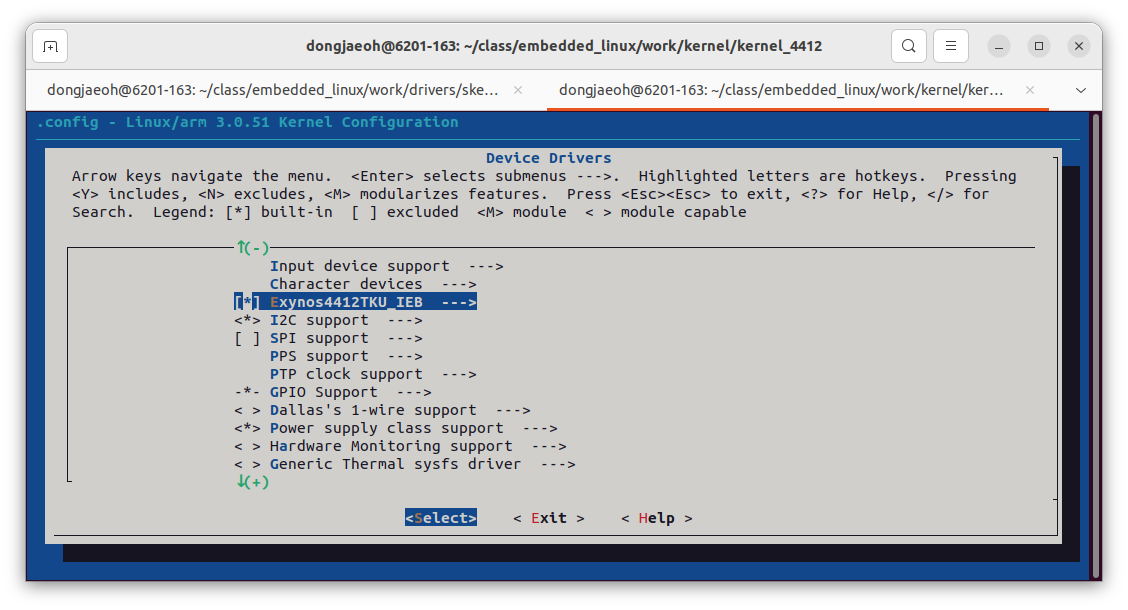 dongjaeoh@6201-163: ~/class/embedded_linux/work/kernel/kernel_4412
dongjaeoh@6201-163: ~/class/embedded_linux/work/drivers/ske... × dongjaeoh@6201-163: ~/class/embedded_linux/work/kernel/ker... ×
.config - Linux/arm 3.0.51 Kernel Configuration
Device Drivers
Arrow keys navigate the menu.  <Enter> selects submenus --->.  Highlighted letters are hotkeys.  Pressing
<Y> includes, <N> excludes, <M> modularizes features.  Press <Esc><Esc> to exit, <?> for Help, </> for
Search.  Legend: [*] built-in  [ ] excluded  <M> module  < > module capable
↑(-)
Input device support  --->
Character devices  --->
[*] Exynos4412TKU_IEB  --->
<*> I2C support  --->
[ ] SPI support  --->
PPS support  --->
PTP clock support  --->
-*- GPIO Support  --->
< > Dallas's 1-wire support  --->
<*> Power supply class support  --->
< > Hardware Monitoring support  --->
< > Generic Thermal sysfs driver  --->
↓(+)
<Select>    < Exit >    < Help >